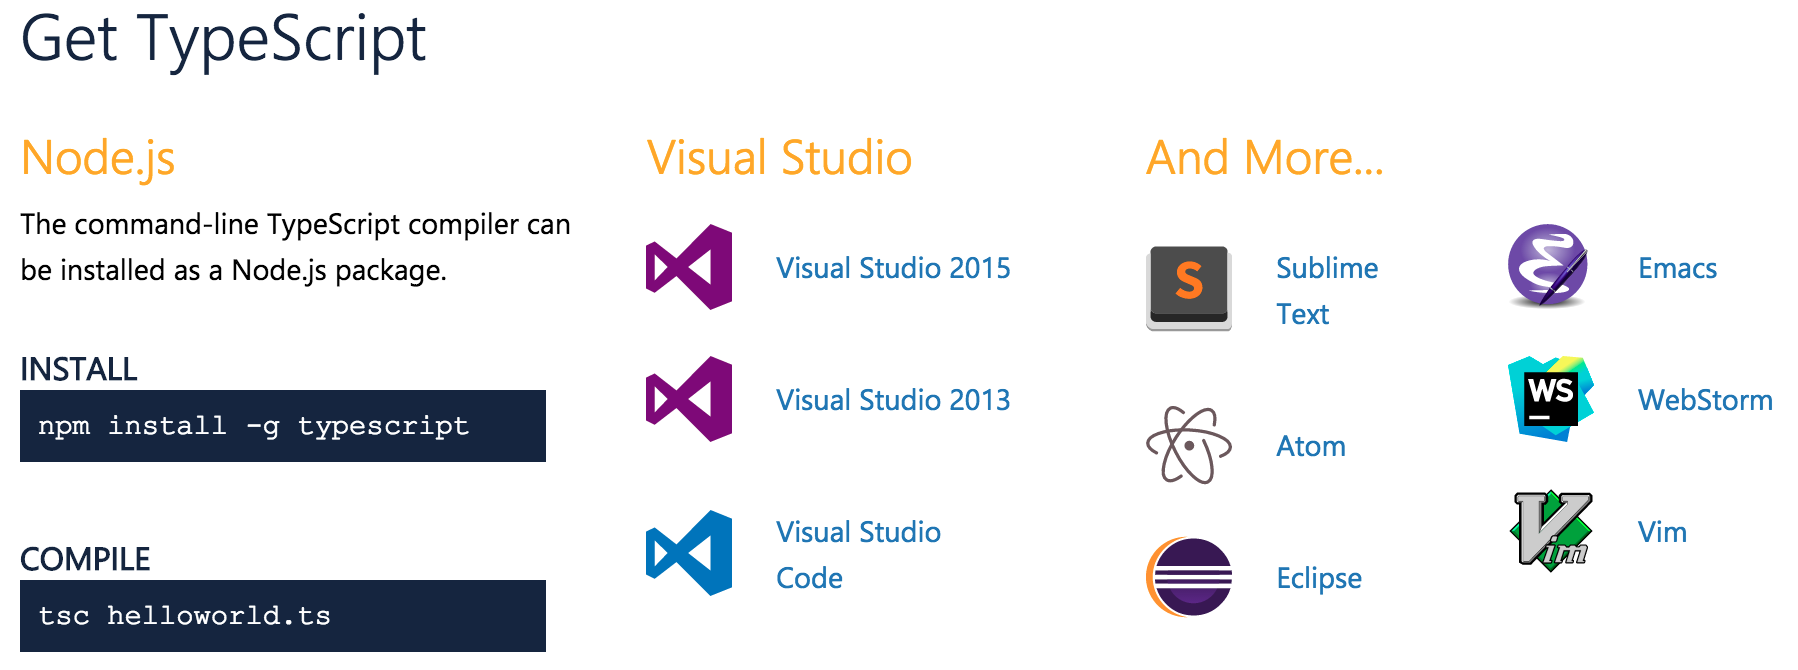 Get TypeScript
Node.js
The command-line TypeScript compiler can
be installed as a Node.js package.
INSTALL
npm install -g typescript
COMPILE
tsc helloworld.ts
Visual Studio
Visual Studio 2015
Visual Studio 2013
Visual Studio
Code
And More...
S
Sublime
Text
Atom
Eclipse
Emacs
WS
WebStorm
Vim
Vim